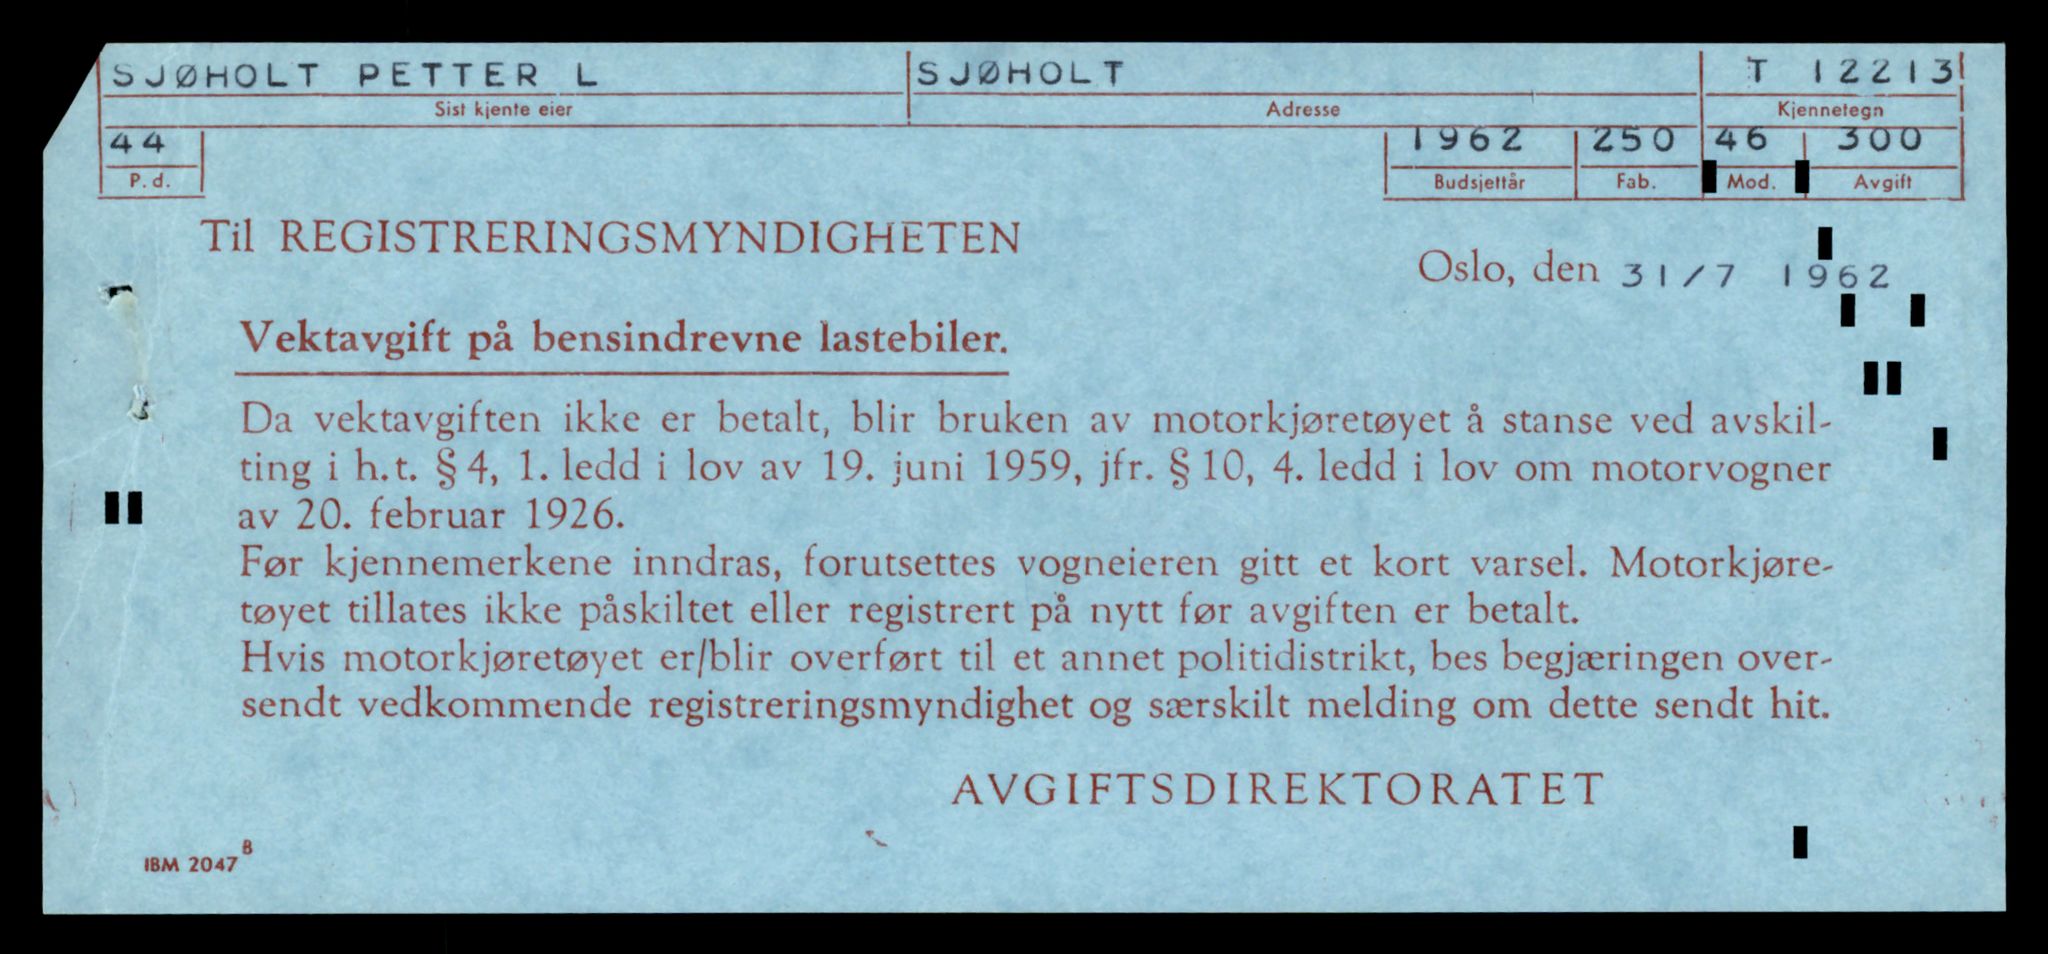 SJØHOLT PETTER L SJØHOLT T 12213
Sist kjente eier Adresse Kjennetegn
44 1962 250 46 300
P. d. Budsjettår Fab. Mod. Avgift
Til REGISTRERINGSMYNDIGHETEN
Oslo, den 31/7 1962
Vektavgift på bensindrevne lastebiler.
Da vektavgiften ikke er betalt, blir bruken av motorkjøretøyet å stanse ved avskil-
ting i h.t. § 4, 1. ledd i lov av 19. juni 1959, jfr. § 10, 4. ledd i lov om motorvogner
av 20. februar 1926.
Før kjennemerkene inndras, forutsettes vogneieren gitt et kort varsel. Motorkjøre-
tøyet tillates ikke påskiltet eller registrert på nytt før avgiften er betalt.
Hvis motorkjøretøyet er/blir overført til et annet politidistrikt, bes begjæringen over-
sendt vedkommende registreringsmyndighet og særskilt melding om dette sendt hit.
AVGIFTSDIREKTORATET
IBM 2047 B